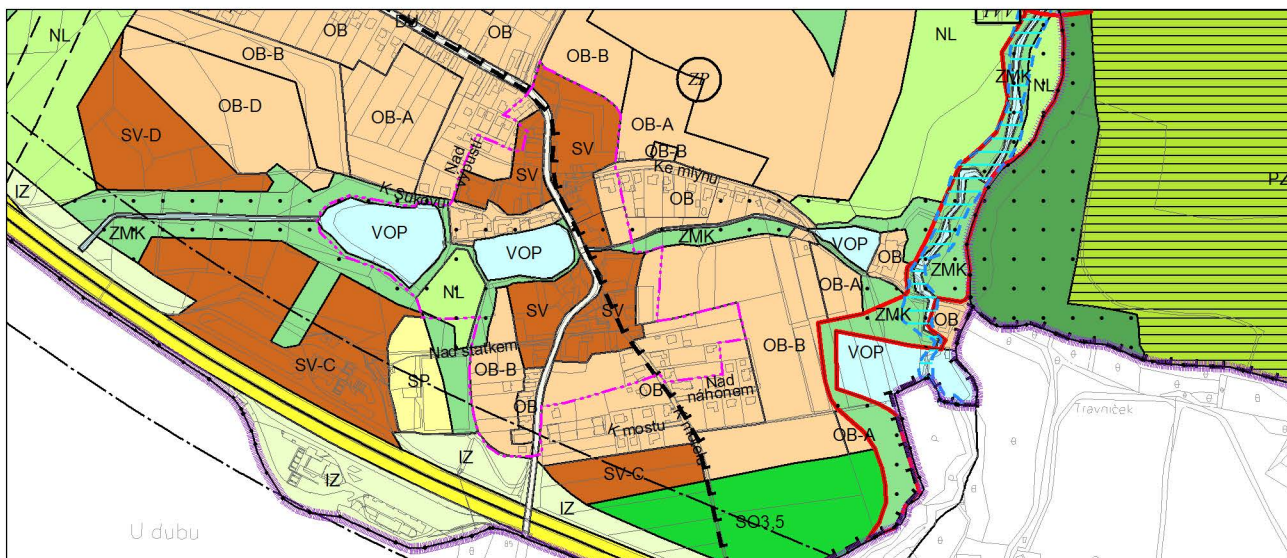 OB
OB
OB-B
NL
OB-B
NL
OB-D
ZP
ZMK
NL
OB-A
OB-A
SV-D
SV
OB-B
Ke mlýnu
Nad
výpustí
SV
OB
PZ
IZ
K Sukovu
ZMK
VOP
VOP
ZMK
VOP
OB
ZMK
NL
SV
SV
OB-A
ZMK
OB
Nad statkem
OB-B
VOP
SV-C
SP
OB-B
OB
Nad
náhonem
OB
Travníček
K mostu
OB-A
IZ
IZ
SV-C
IZ
SO3,5
U dubu